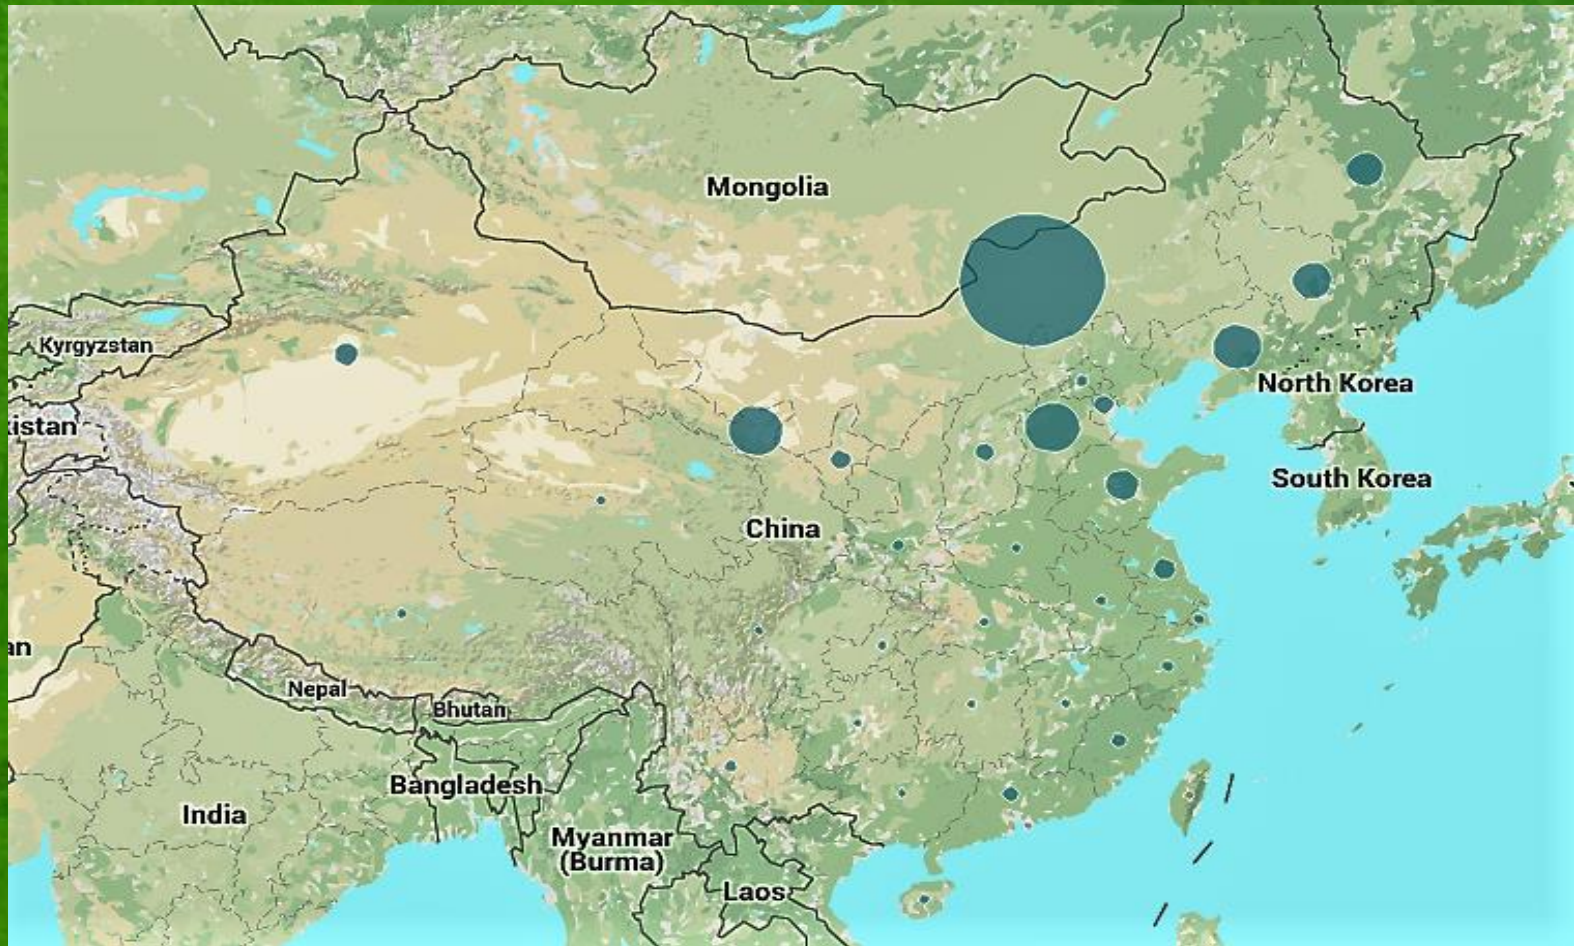 Mongolia
Kyrgyzstan
North Korea
kistan
South Korea
China
an
Nepal
Bhutan
Bangladesh
India
Myanmar
(Burma)
Laos